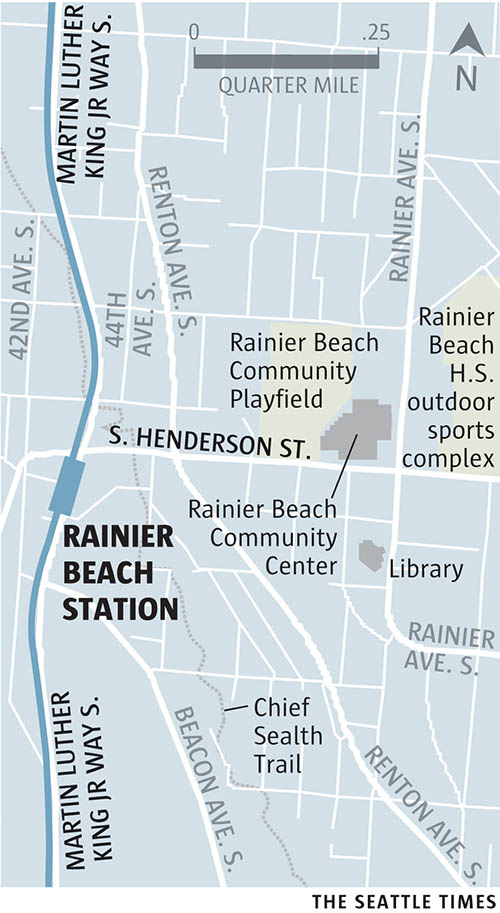 MARTIN LUTHER
KING JR WAY S.
0 .25
QUARTER MILE
N
RENTON AVE. S.
RAINIER AVE. S.
42ND AVE. S.
44TH
AVE. S.
Rainier Beach
Community
Playfield
Rainier
Beach
H.S.
outdoor
sports
complex
S. HENDERSON ST.
Rainier Beach
Community
Center
RAINIER
BEACH
STATION
Library
RAINIER
AVE. S.
MARTIN LUTHER
KING JR WAY S.
BEACON AVE. S.
Chief
Sealth
Trail
RENTON AVE. S.
THE SEATTLE TIMES